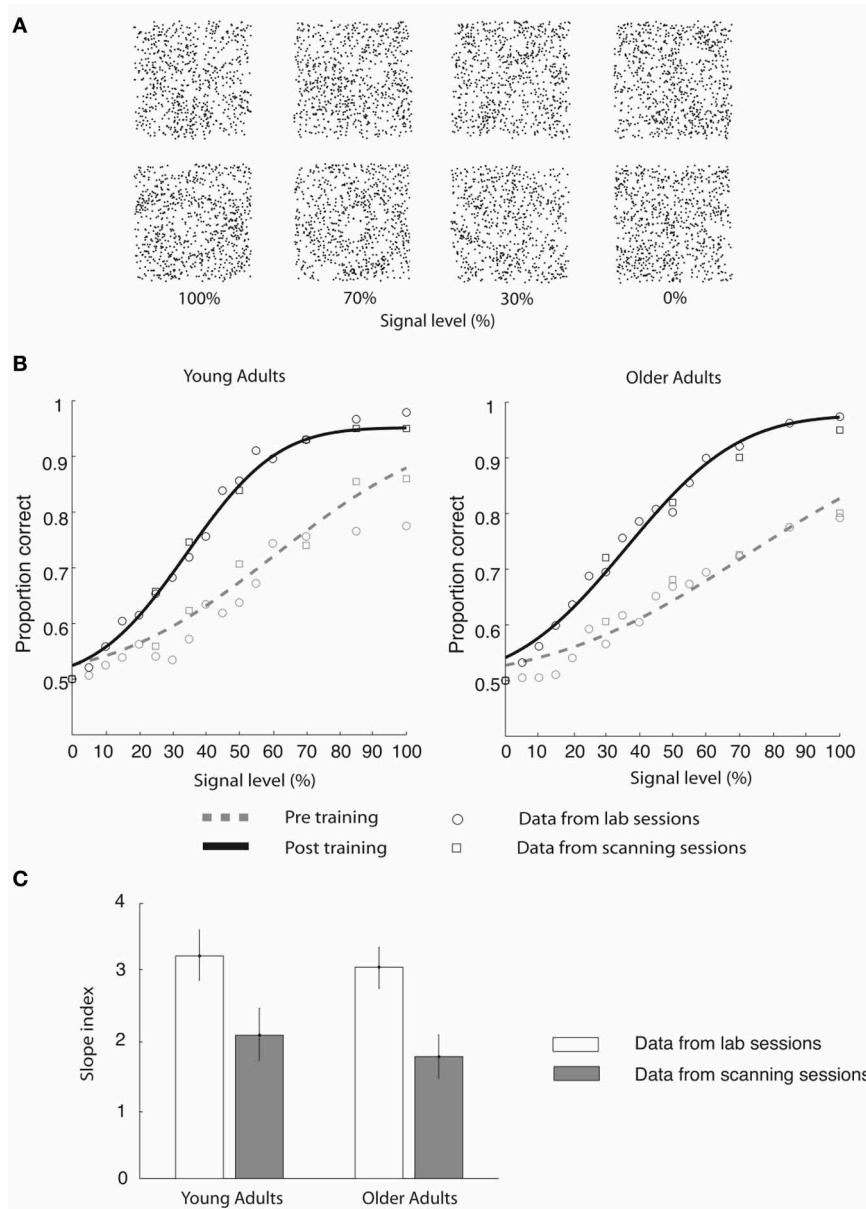 A
100% 70% 30% 0%
Signal level (%)
B
Young Adults
Older Adults
1
0.9
0.8
0.7
0.6
0.5
Proportion correct
0 10 20 30 40 50 60 70 80 90 100
Signal level (%)
1
0.9
0.8
0.7
0.6
0.5
Proportion correct
0 10 20 30 40 50 60 70 80 90 100
Signal level (%)
Pre training
Data from lab sessions
Post training
Data from scanning sessions
C
4
3
2
1
0
Slope index
Young Adults
Older Adults
Data from lab sessions
Data from scanning sessions